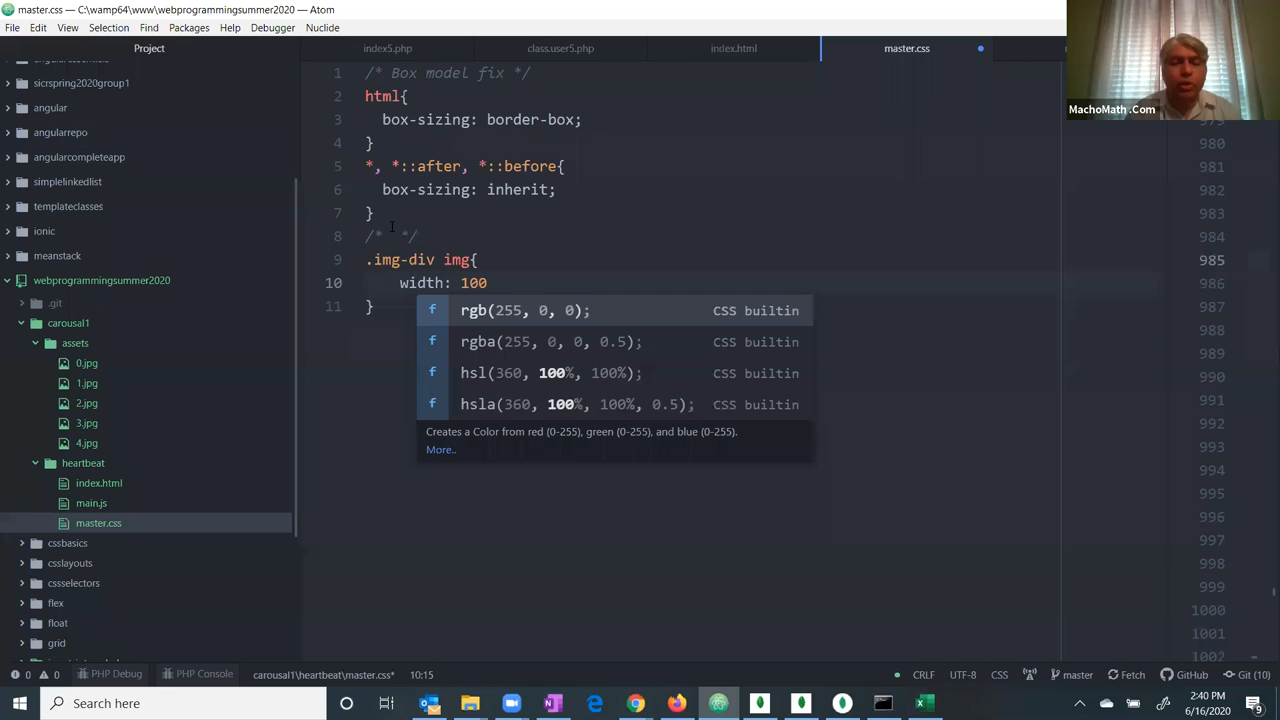 master.css — C:\wamp64\www\webprogrammingsummer2020 — Atom
File Edit View Selection Find Packages Help Debugger Nuclide
Project
index5.php
class.user5.php
index.html
master.css
MachoMath .Com
sicrspring2020group1
angular
angularrepo
angularcompleteapp
simplelinkedlist
templateclasses
ionic
meanstack
webprogrammingsummer2020
.git
carousal1
assets
0.jpg
1.jpg
2.jpg
3.jpg
4.jpg
heartbeat
index.html
main.js
master.css
cssbasics
csslayouts
cssselectors
flex
float
grid
1 /* Box model fix */
2 html{
3 box-sizing: border-box;
4 }
5 *, *::after, *::before{
6 box-sizing: inherit;
7 }
8 /* */
9 .img-div img{
10 width: 100
11 }
f rgb(255, 0, 0); CSS builtin
f rgba(255, 0, 0, 0.5); CSS builtin
f hsl(360, 100%, 100%); CSS builtin
f hsla(360, 100%, 100%, 0.5); CSS builtin
Creates a Color from red (0-255), green (0-255), and blue (0-255).
More..
980
981
982
983
984
985
986
987
988
989
990
991
992
993
994
995
996
997
998
999
1000
1001
1002
0 0 PHP Debug PHP Console carousal1\heartbeat\master.css* 10:15 CRLF UTF-8 CSS master Fetch GitHub Git (10)
Search here
2:40 PM
6/16/2020
9